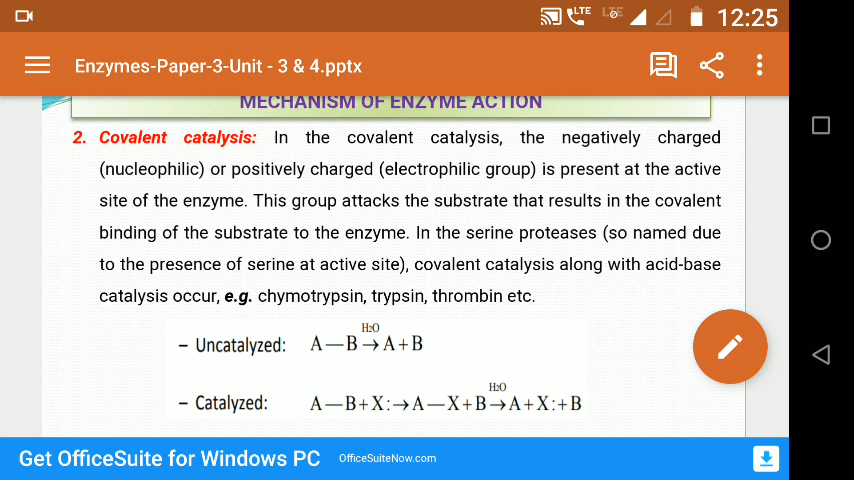 LTE LTE 12:25
Enzymes-Paper-3-Unit - 3 & 4.pptx
MECHANISM OF ENZYME ACTION
2. Covalent catalysis: In the covalent catalysis, the negatively charged
(nucleophilic) or positively charged (electrophilic group) is present at the active
site of the enzyme. This group attacks the substrate that results in the covalent
binding of the substrate to the enzyme. In the serine proteases (so named due
to the presence of serine at active site), covalent catalysis along with acid-base
catalysis occur, e.g. chymotrypsin, trypsin, thrombin etc.
H2O
– Uncatalyzed: A—B→A+B
H2O
– Catalyzed: A—B+X:→A—X+B→A+X:+B
Get OfficeSuite for Windows PC OfficeSuiteNow.com